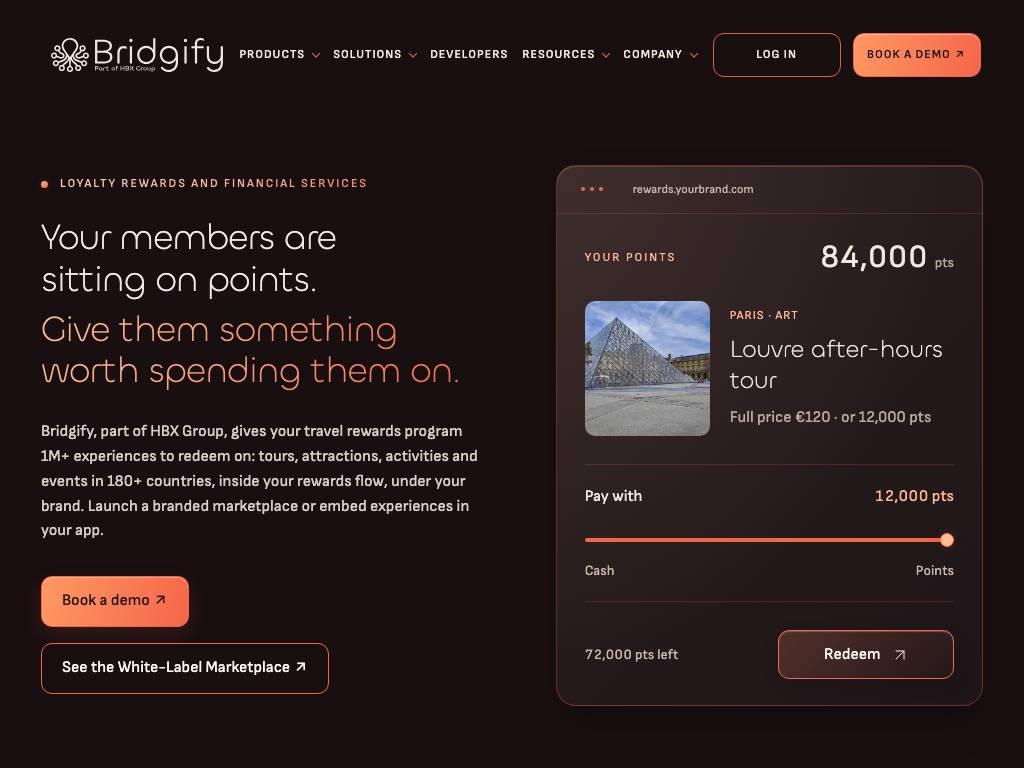 Bridgify
Part of HBX Group
PRODUCTS
SOLUTIONS
DEVELOPERS
RESOURCES
COMPANY
LOG IN
BOOK A DEMO ↗
LOYALTY REWARDS AND FINANCIAL SERVICES
Your members are
sitting on points.
Give them something
worth spending them on.
Bridgify, part of HBX Group, gives your travel rewards program
1M+ experiences to redeem on: tours, attractions, activities and
events in 180+ countries, inside your rewards flow, under your
brand. Launch a branded marketplace or embed experiences in
your app.
Book a demo ↗
See the White-Label Marketplace ↗
rewards.yourbrand.com
YOUR POINTS
84,000 pts
PARIS · ART
Louvre after-hours
tour
Full price €120 · or 12,000 pts
Pay with
12,000 pts
Cash
Points
72,000 pts left
Redeem ↗